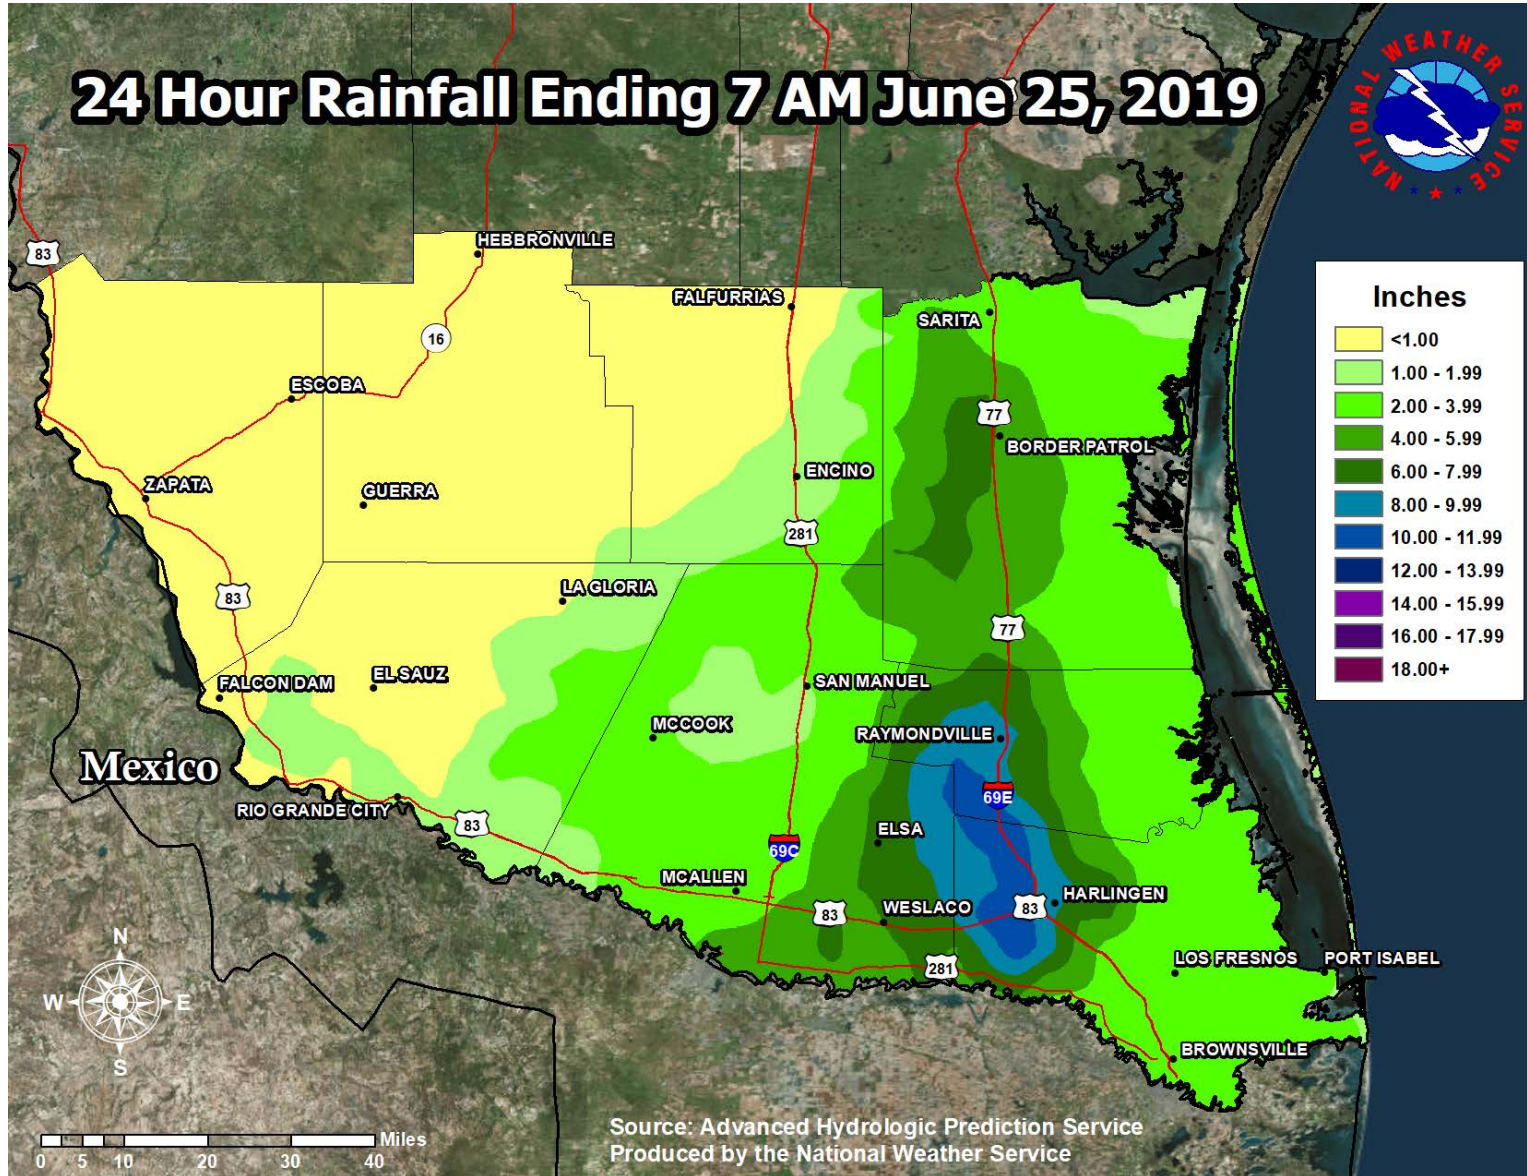 24 Hour Rainfall Ending 7 AM June 25, 2019
NATIONAL WEATHER SERVICE
83
HEBBRONVILLE
FALFURRIAS
SARITA
16
ESCOBA
77
BORDER PATROL
ZAPATA
GUERRA
ENCINO
281
LA GLORIA
83
77
FALCON DAM
EL SAUZ
SAN MANUEL
MCCOOK
RAYMONDVILLE
Mexico
69E
RIO GRANDE CITY
83
ELSA
69C
MCALLEN
HARLINGEN
83
WESLACO
83
LOS FRESNOS
PORT ISABEL
281
BROWNSVILLE
Inches
<1.00
1.00 - 1.99
2.00 - 3.99
4.00 - 5.99
6.00 - 7.99
8.00 - 9.99
10.00 - 11.99
12.00 - 13.99
14.00 - 15.99
16.00 - 17.99
18.00+
N
W E
S
Miles
0 5 10 20 30 40
Source: Advanced Hydrologic Prediction Service
Produced by the National Weather Service